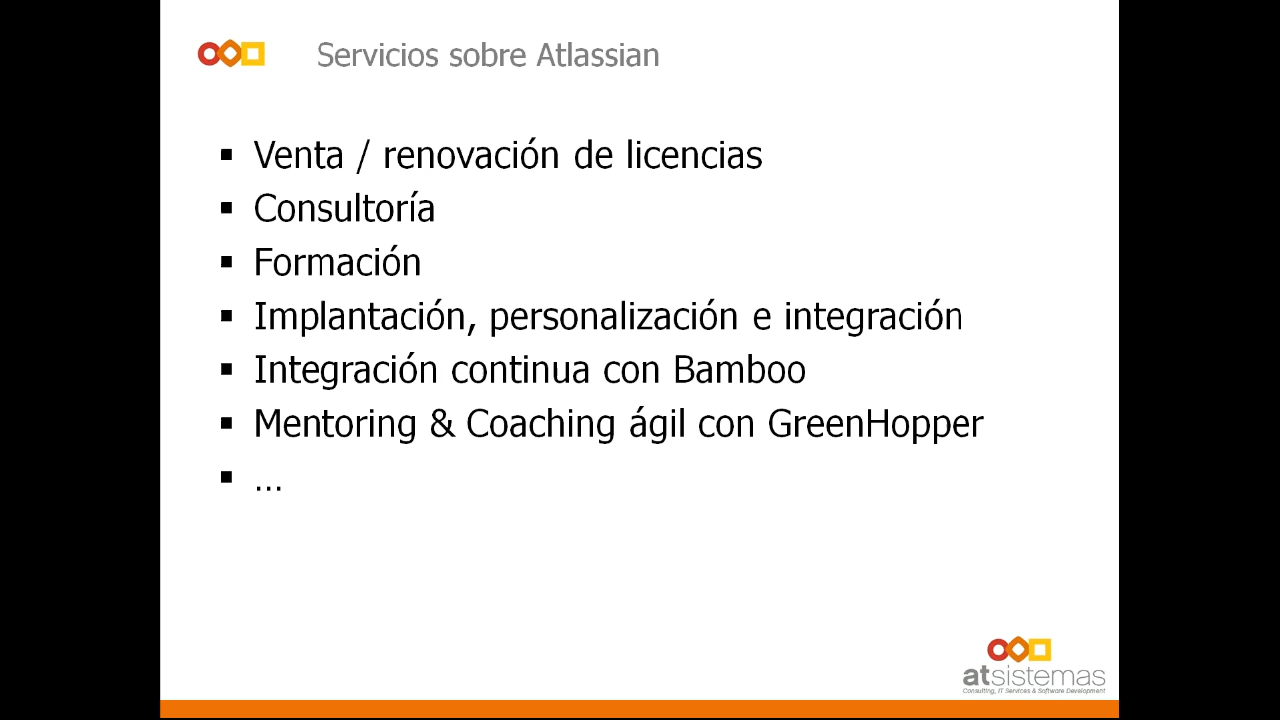 Servicios sobre Atlassian
▪ Venta / renovación de licencias
▪ Consultoría
▪ Formación
▪ Implantación, personalización e integración
▪ Integración continua con Bamboo
▪ Mentoring & Coaching ágil con GreenHopper
▪ ...
atsistemas
Consulting, IT Services & Software Development